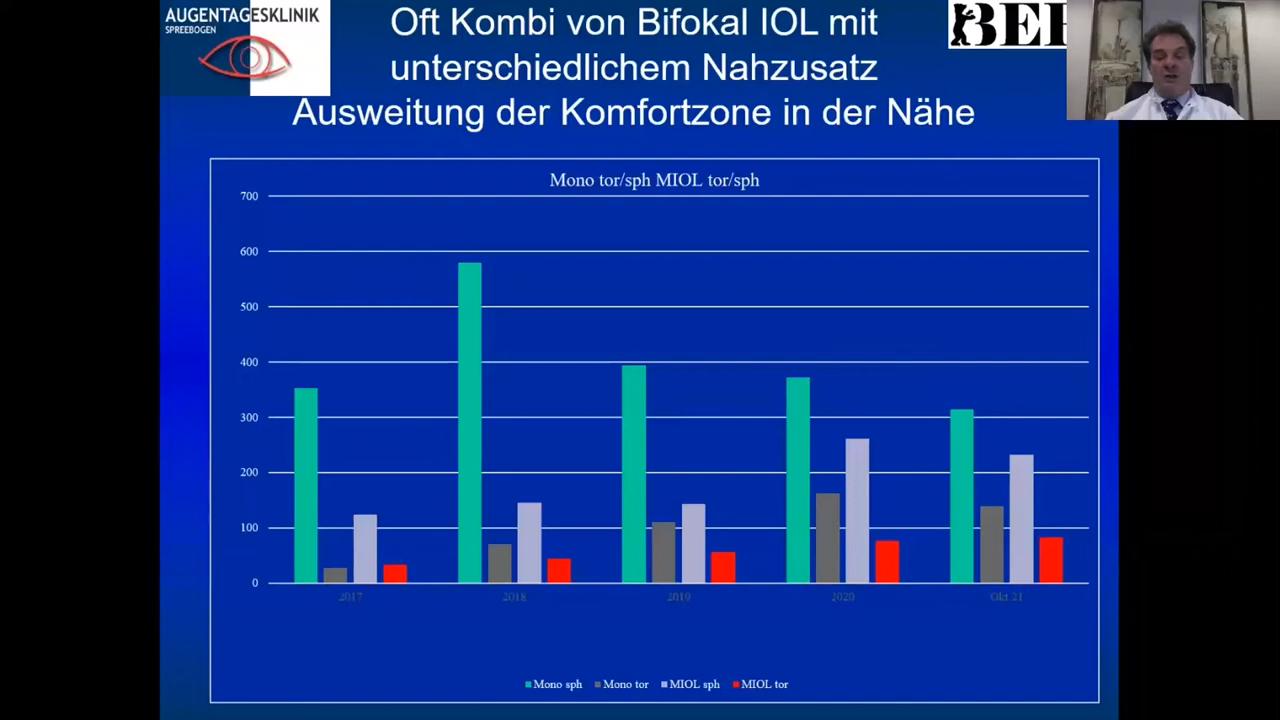 AUGENTAGESKLINIK
SPREEBOGEN
Oft Kombi von Bifokal IOL mit
unterschiedlichem Nahzusatz
Ausweitung der Komfortzone in der Nähe
Mono tor/sph MIOL tor/sph
700
600
500
400
300
200
100
0
2017 2018 2019 2020 Okt 21
Mono sph Mono tor MIOL sph MIOL tor